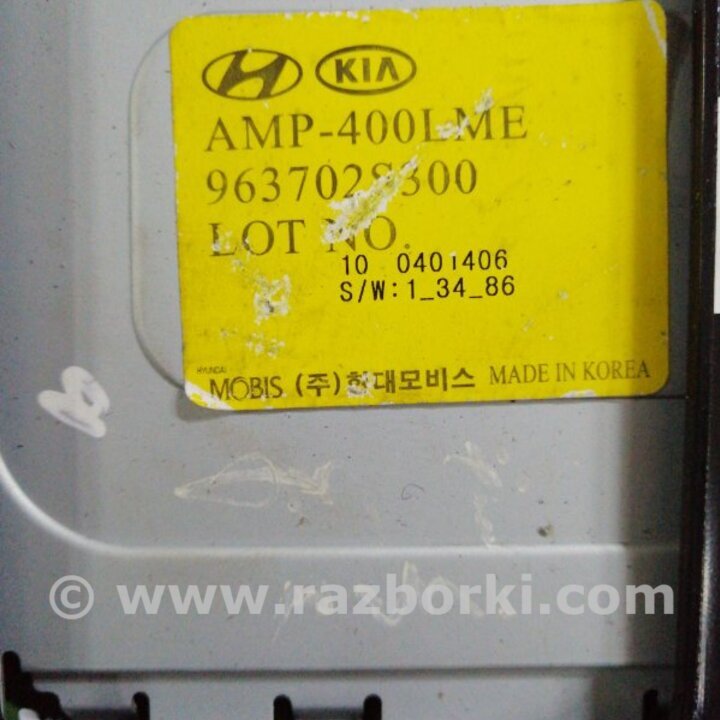 KIA
AMP-400LME
963702S300
LOT NO.
10 0401406
S/W:1_34_86
HYUNDAI
MOBIS (주)현대모비스 MADE IN KOREA
© www.razborki.com